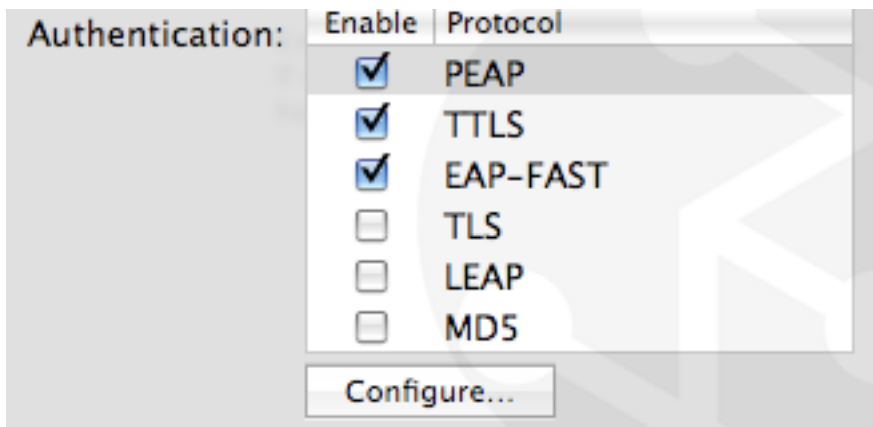 Authentication:
Enable Protocol
PEAP
TTLS
EAP-FAST
TLS
LEAP
MD5
Configure...